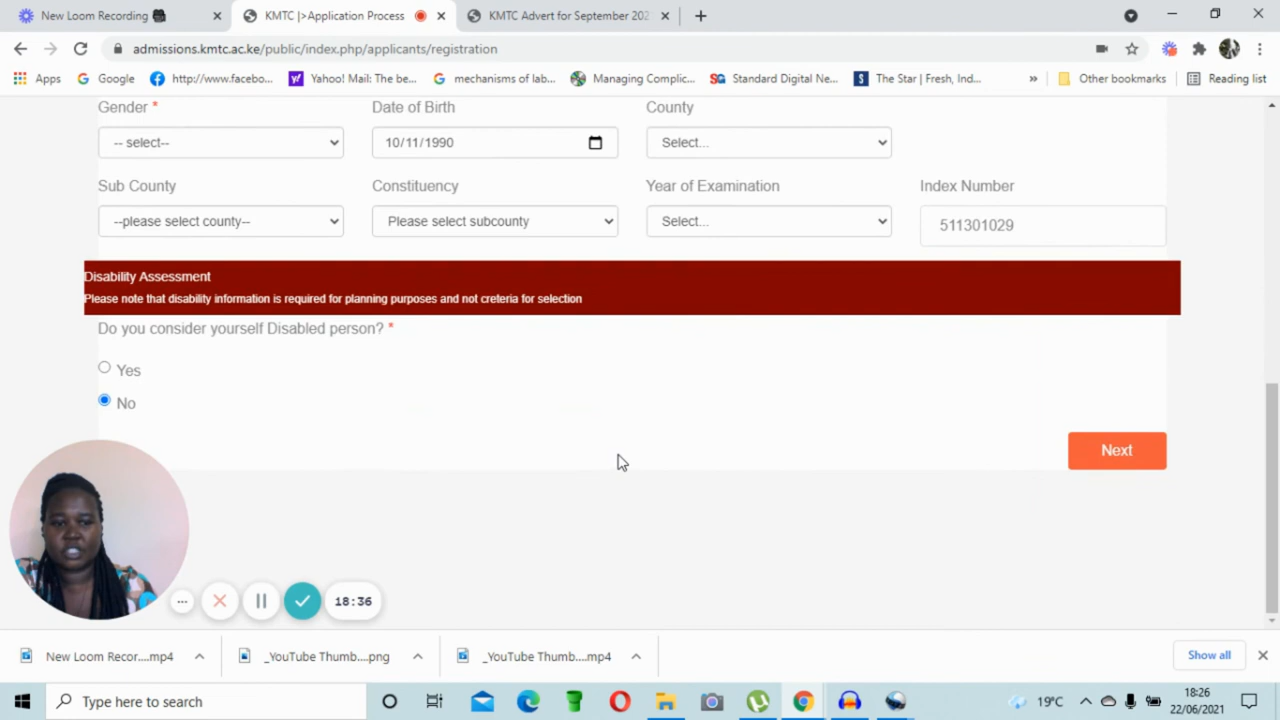 New Loom Recording
KMTC |>Application Process
KMTC Advert for September 202
admissions.kmtc.ac.ke/public/index.php/applicants/registration
Apps
Google
http://www.facebo...
Yahoo! Mail: The be...
mechanisms of lab...
Managing Complic...
Standard Digital Ne...
The Star | Fresh, Ind...
»
Other bookmarks
Reading list
Gender *
Date of Birth
County
-- select--
10/11/1990
Select...
Sub County
Constituency
Year of Examination
Index Number
--please select county--
Please select subcounty
Select...
511301029
Disability Assessment
Please note that disability information is required for planning purposes and not creteria for selection
Do you consider yourself Disabled person? *
Yes
No
Next
18:36
New Loom Recor....mp4
_YouTube Thumb....png
_YouTube Thumb....mp4
Show all
Type here to search
19°C
18:26
22/06/2021